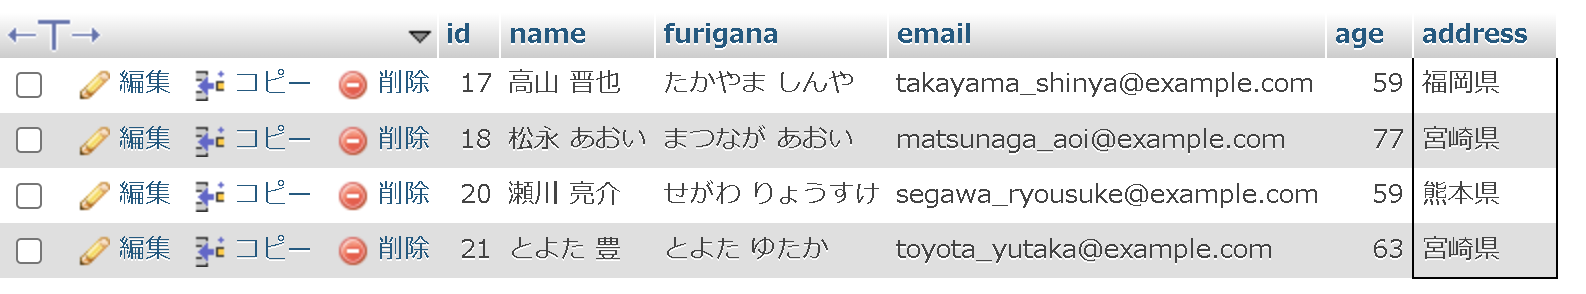 ←T→ id name furigana email age address
編集 コピー 削除 17 高山 晋也 たかやま しんや takayama_shinya@example.com 59 福岡県
編集 コピー 削除 18 松永 あおい まつなが あおい matsunaga_aoi@example.com 77 宮崎県
編集 コピー 削除 20 瀬川 亮介 せがわ りょうすけ segawa_ryousuke@example.com 59 熊本県
編集 コピー 削除 21 とよた 豊 とよた ゆたか toyota_yutaka@example.com 63 宮崎県